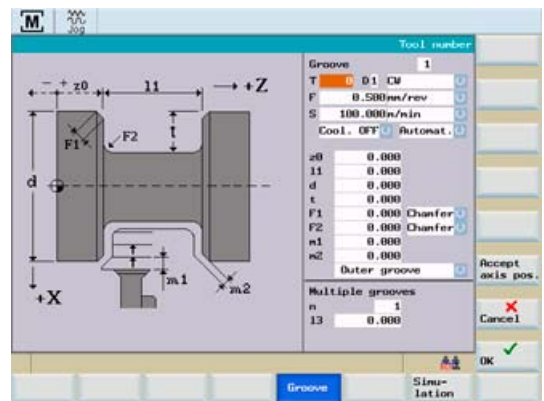 M
Jog
Tool number
Groove 1
T 0 D1 CW
F 0.500mm/rev
S 100.000m/min
Cool. OFF Automat.
z0 0.000
l1 0.000
d 0.000
t 0.000
F1 0.000 Chamfer
F2 0.000 Chamfer
m1 0.000
m2 0.000
Outer groove
Multiple grooves
n 1
l3 0.000
- + z0 l1 +Z
F1 F2 t
d
m1 m2
+X
Accept
axis pos.
Cancel
OK
Groove
Simu-
lation